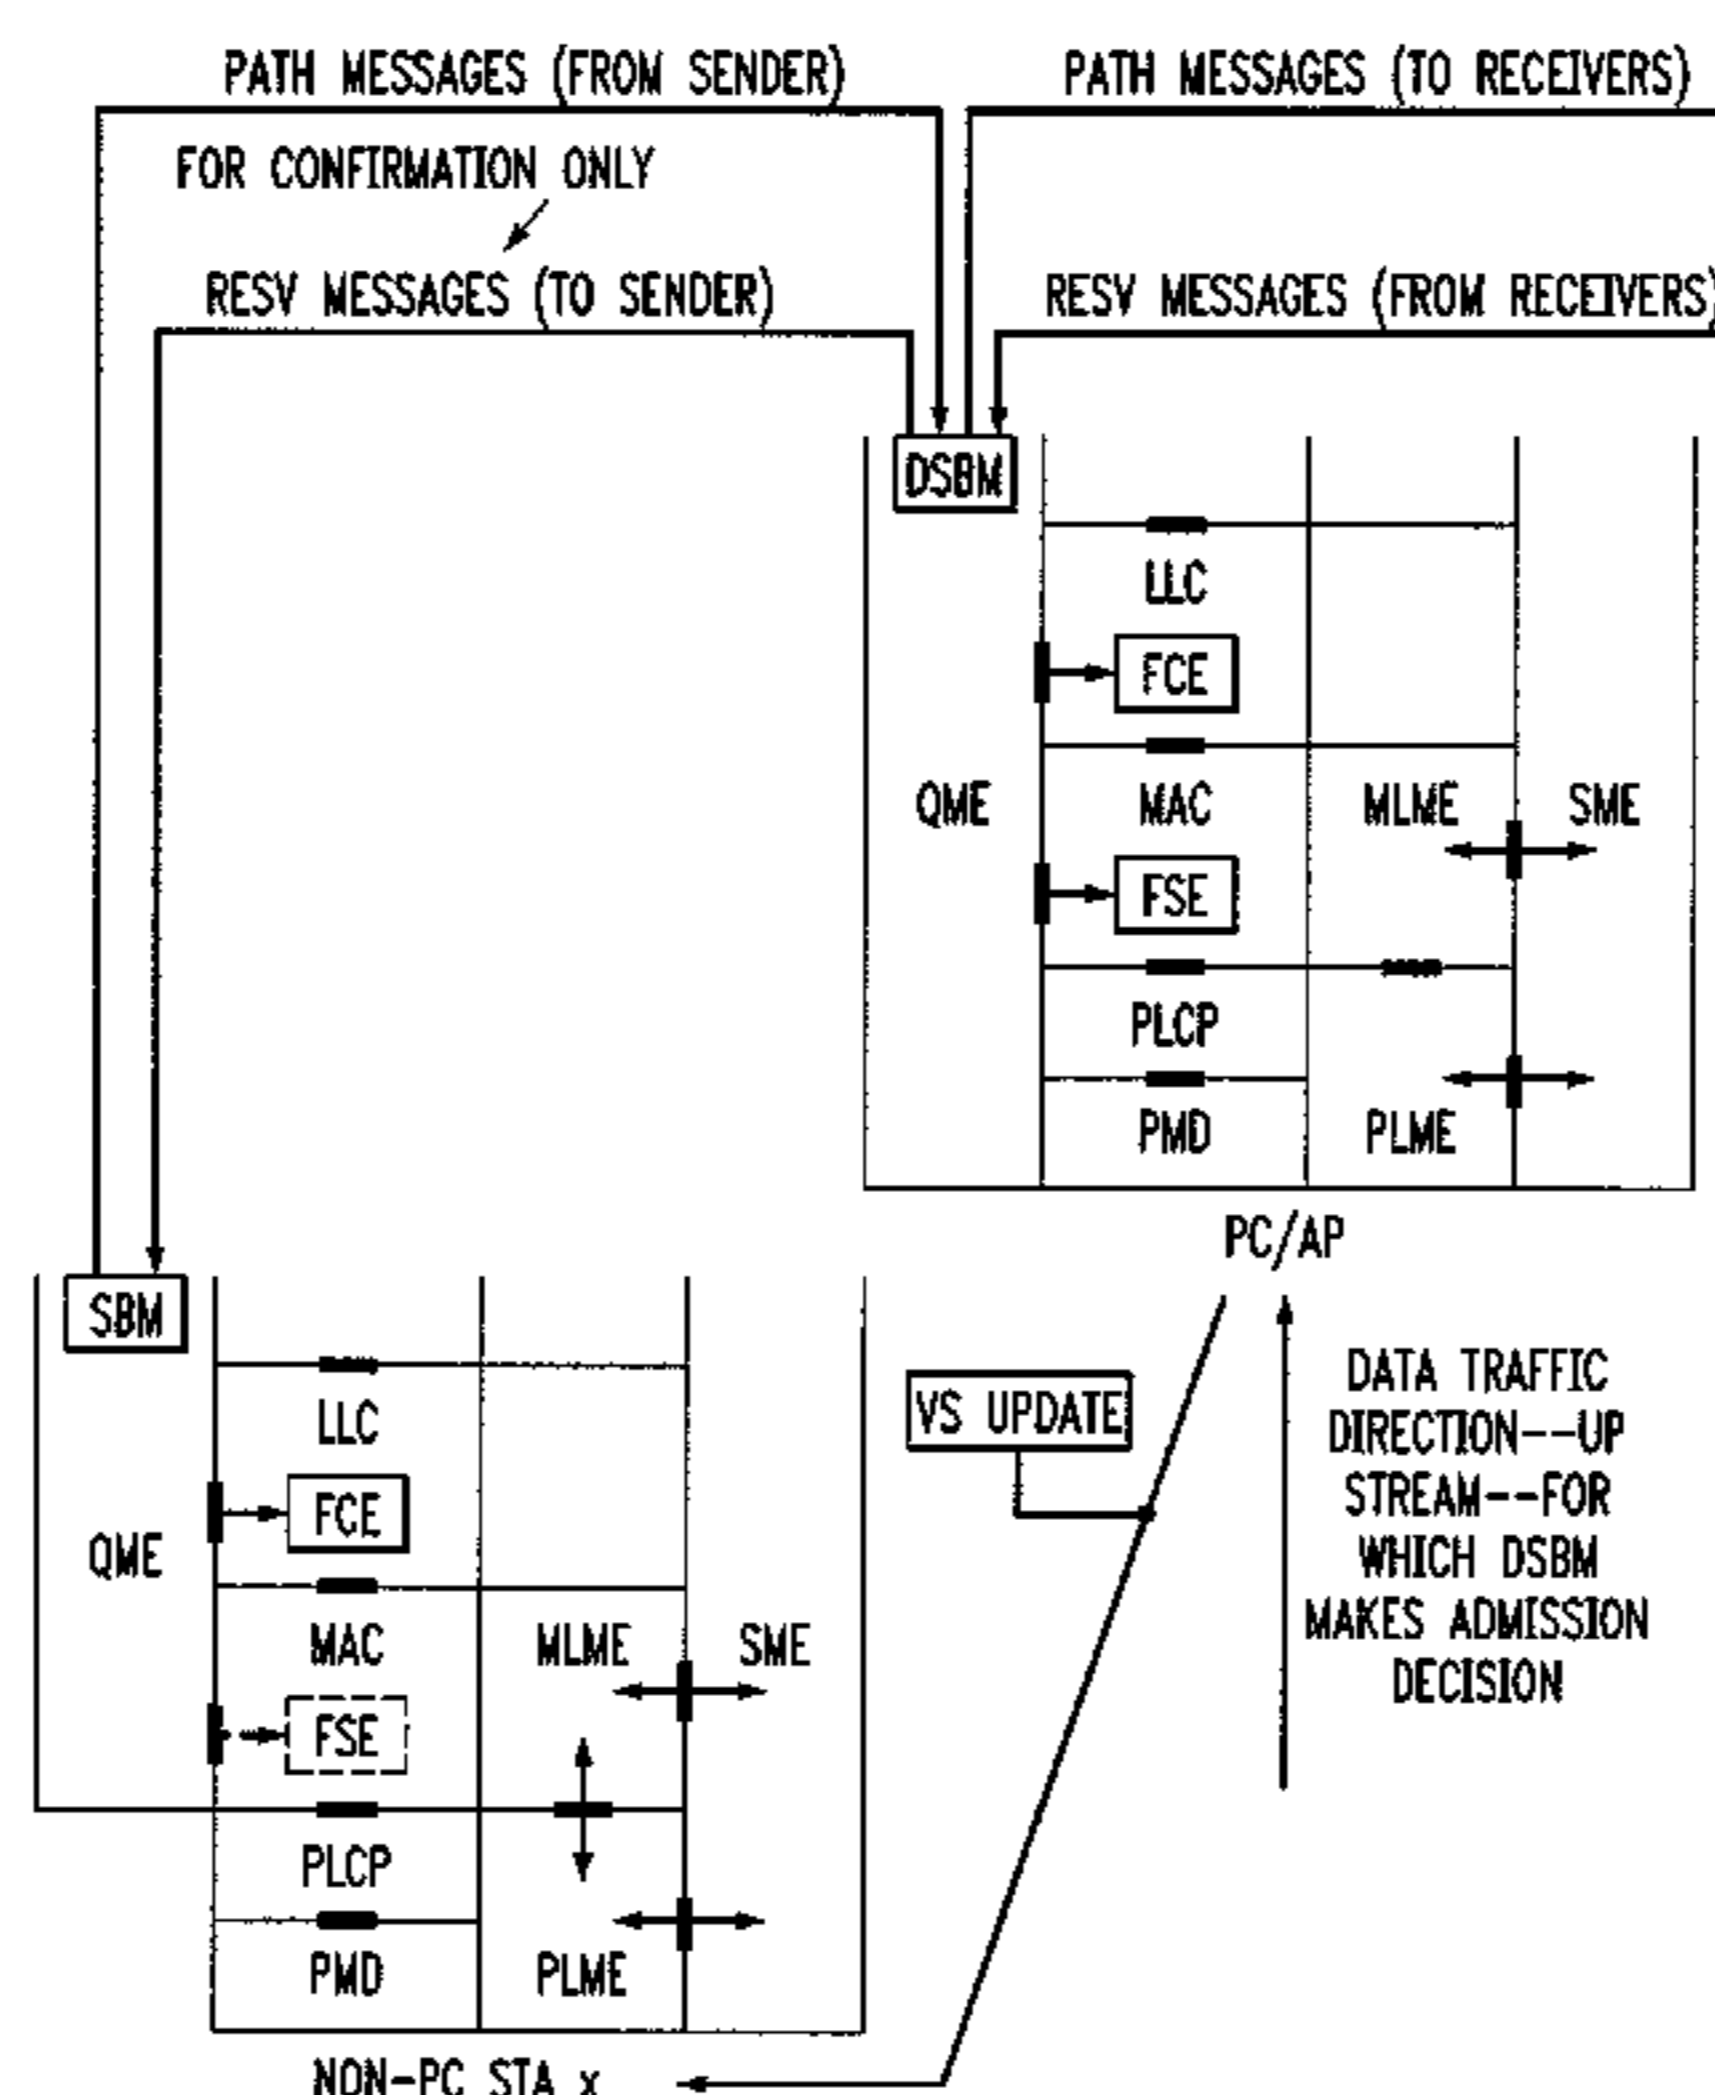 PATH MESSAGES (FROM SENDER)
PATH MESSAGES (TO RECEIVERS)
FOR CONFIRMATION ONLY
RESV MESSAGES (TO SENDER)
RESV MESSAGES (FROM RECEIVERS)
DSBM
LLC
FCE
QME
MAC
MLME
SME
FSE
PLCP
PMD
PLME
PC/AP
SBM
LLC
FCE
QME
MAC
MLME
SME
FSE
PLCP
PMD
PLME
NON-PC STA x
VS UPDATE
DATA TRAFFIC
DIRECTION--UP
STREAM--FOR
WHICH DSBM
MAKES ADMISSION
DECISION